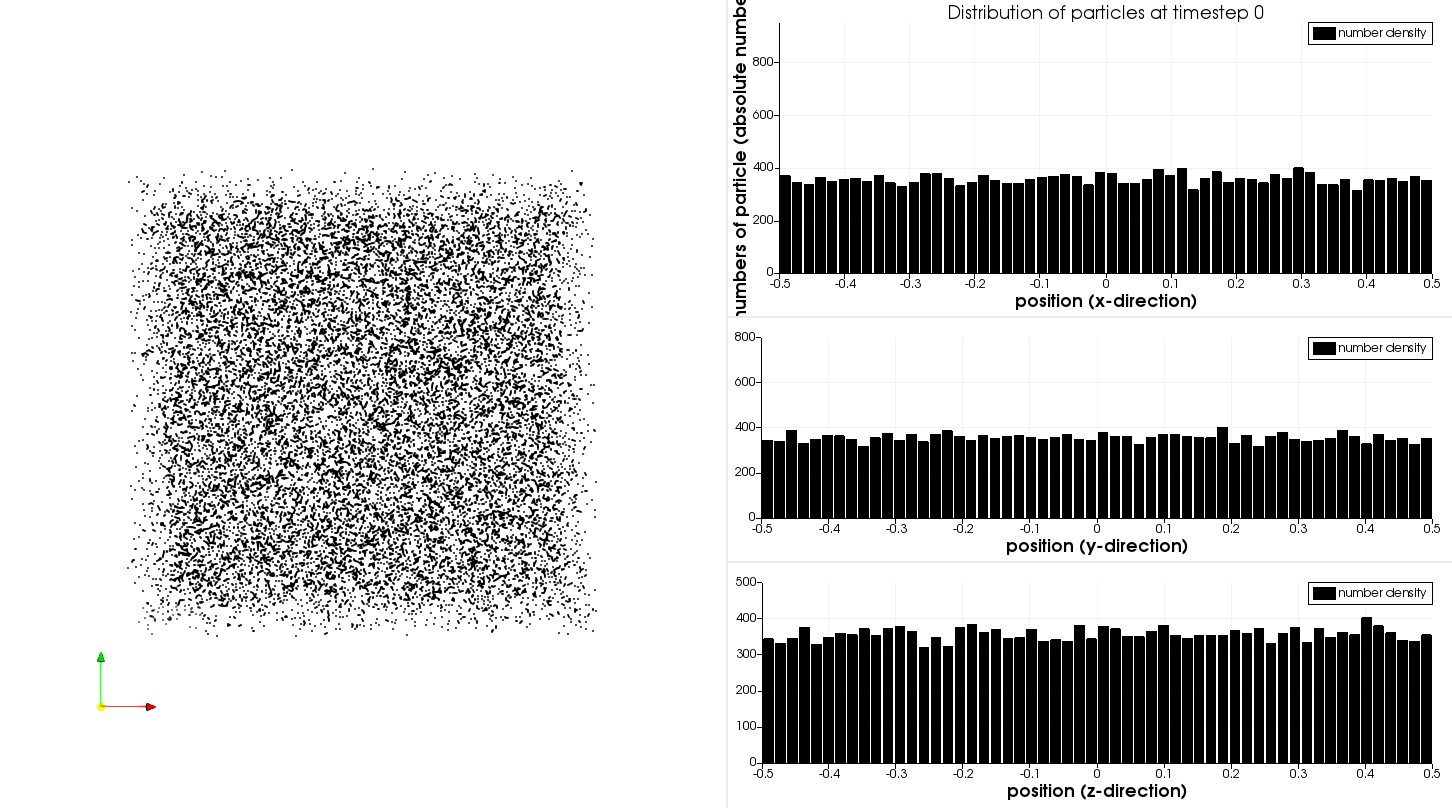 Distribution of particles at timestep 0
numbers of particle (absolute numbe
number density
800
600
400
200
0
-0.5 -0.4 -0.3 -0.2 -0.1 0 0.1 0.2 0.3 0.4 0.5
position (x-direction)
number density
800
600
400
200
0
-0.5 -0.4 -0.3 -0.2 -0.1 0 0.1 0.2 0.3 0.4 0.5
position (y-direction)
number density
500
400
300
200
100
0
-0.5 -0.4 -0.3 -0.2 -0.1 0 0.1 0.2 0.3 0.4 0.5
position (z-direction)